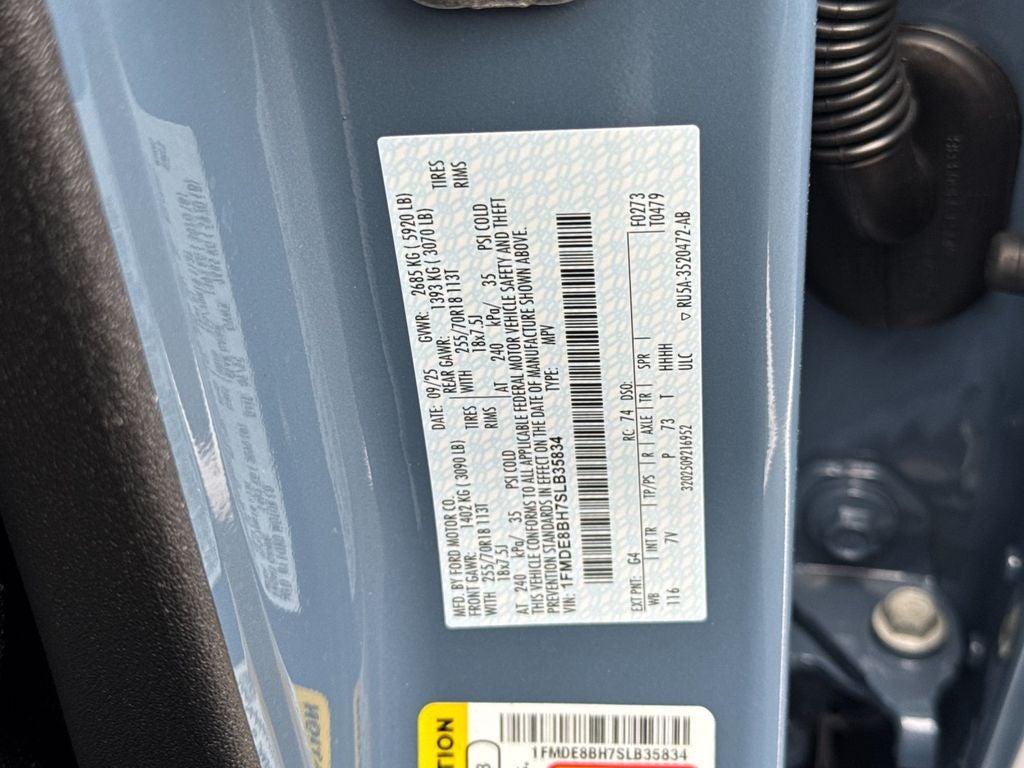 MFD. BY FORD MOTOR CO.
DATE: 09/25 GVWR: 2685 KG ( 5920 LB)
FRONT GAWR: 1402 KG ( 3090 LB) REAR GAWR: 1393 KG ( 3070 LB)
WITH 255/70R18 113T TIRES WITH 255/70R18 113T TIRES
18x7.5J RIMS 18x7.5J RIMS
AT 240 kPa/ 35 PSI COLD AT 240 kPa/ 35 PSI COLD
THIS VEHICLE CONFORMS TO ALL APPLICABLE FEDERAL MOTOR VEHICLE SAFETY AND THEFT
PREVENTION STANDARDS IN EFFECT ON THE DATE OF MANUFACTURE SHOWN ABOVE.
VIN: 1FMDE8BH7SLB35834 TYPE: MPV
EXT PNT: G4 RC: 74 DSO: F0273
WB INT TR TP/PS R AXLE TR SPR T0479
116 7V P 73 T HHHH
3202509216952 ULC ▽ RU5A-3520472-AB
1FMDE8BH7SLB35834